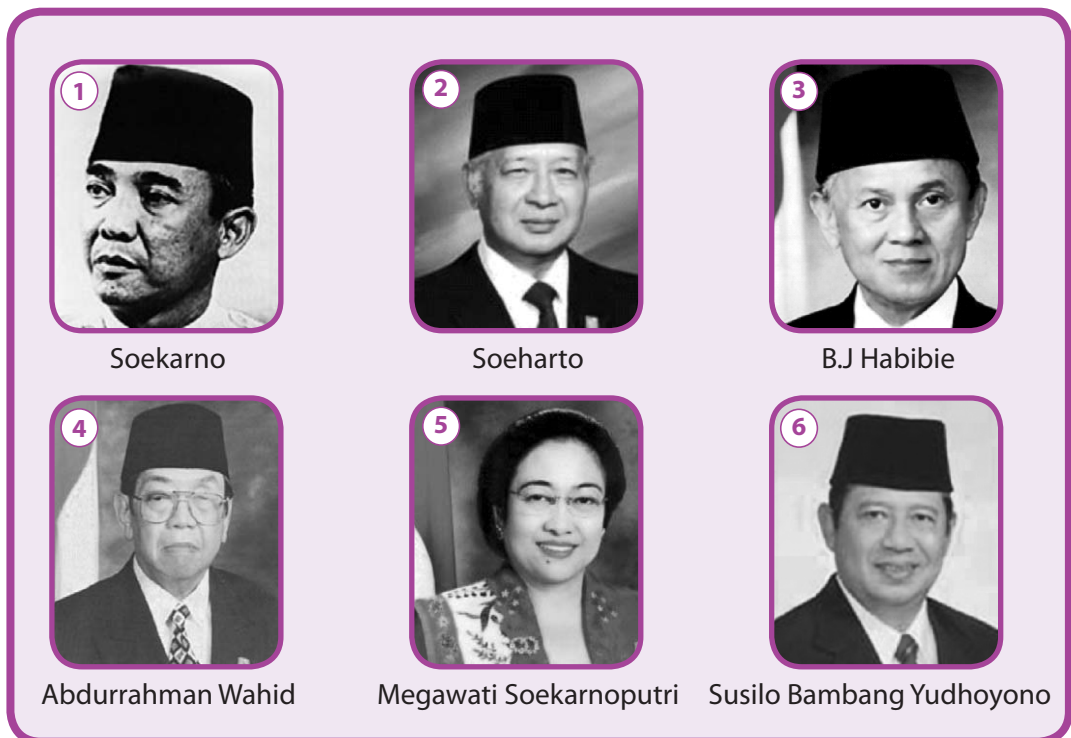 1
2
3
Soekarno
Soeharto
B.J Habibie
4
5
6
Abdurrahman Wahid
Megawati Soekarnoputri
Susilo Bambang Yudhoyono